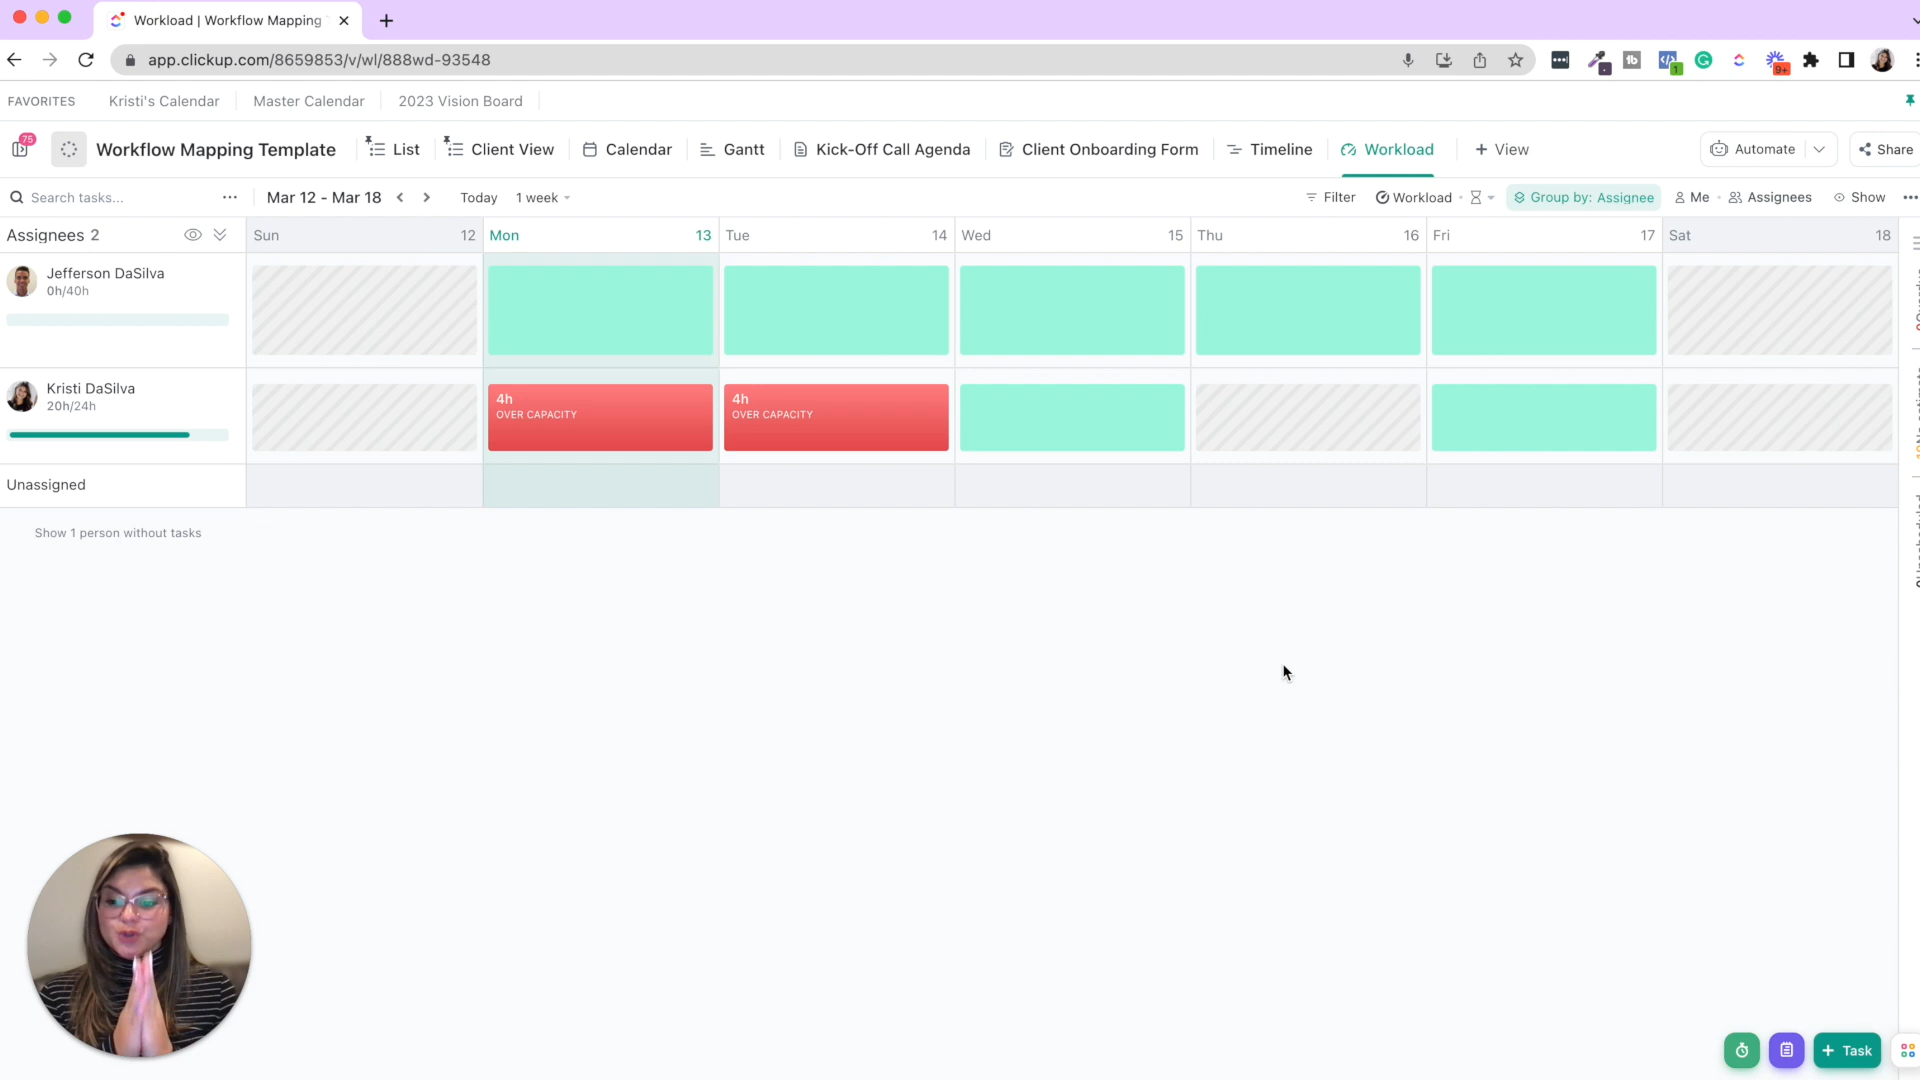 Workload | Workflow Mapping
app.clickup.com/8659853/v/wl/888wd-93548
1
9+
FAVORITES Kristi's Calendar Master Calendar 2023 Vision Board
75
Workflow Mapping Template List Client View Calendar Gantt Kick-Off Call Agenda Client Onboarding Form Timeline Workload + View Automate Share
Search tasks... Mar 12 - Mar 18 Today 1 week Filter Workload Group by: Assignee Me Assignees Show
Assignees 2 Sun 12 Mon 13 Tue 14 Wed 15 Thu 16 Fri 17 Sat 18
Jefferson DaSilva
0h/40h
Kristi DaSilva
20h/24h
4h
OVER CAPACITY
4h
OVER CAPACITY
Unassigned
Show 1 person without tasks
+ Task